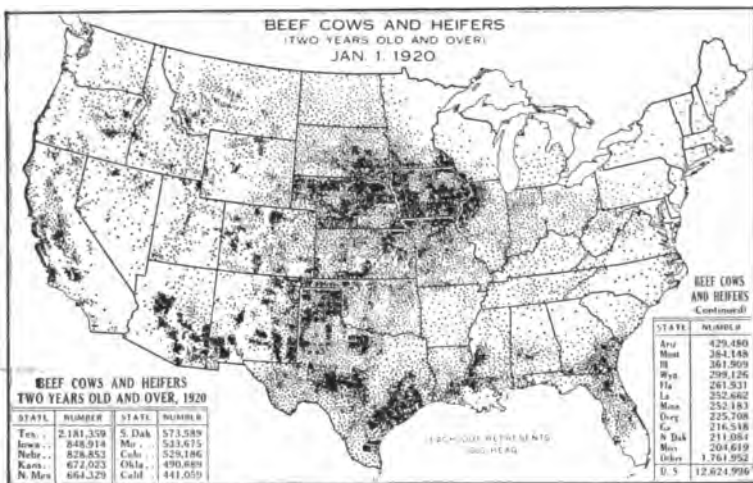 BEEF COWS AND HEIFERS
(TWO YEARS OLD AND OVER)
JAN. 1, 1920
BEEF COWS
AND HEIFERS
(Continued)
STATE NUMBER
Ariz 429,480
Mont 384,148
Ill 361,909
Wyo. 299,126
Fla 261,931
La 252,662
Minn. 252,183
Oreg 225,708
Ga 216,518
N Dak 211,084
Miss 204,619
Other 1,761,952
U. S 12,624,996
BEEF COWS AND HEIFERS
TWO YEARS OLD AND OVER, 1920
STATE NUMBER STATE NUMBER
Tex. . 2,181,359 S. Dak 573,589
Iowa . . 848,914 Mo . . 533,675
Nebr. . 828,853 Colo . . 529,186
Kans. . 672,023 Okla . . 490,689
N. Mex 664,329 Calif . 441,059
EACH DOT REPRESENTS
HEAD